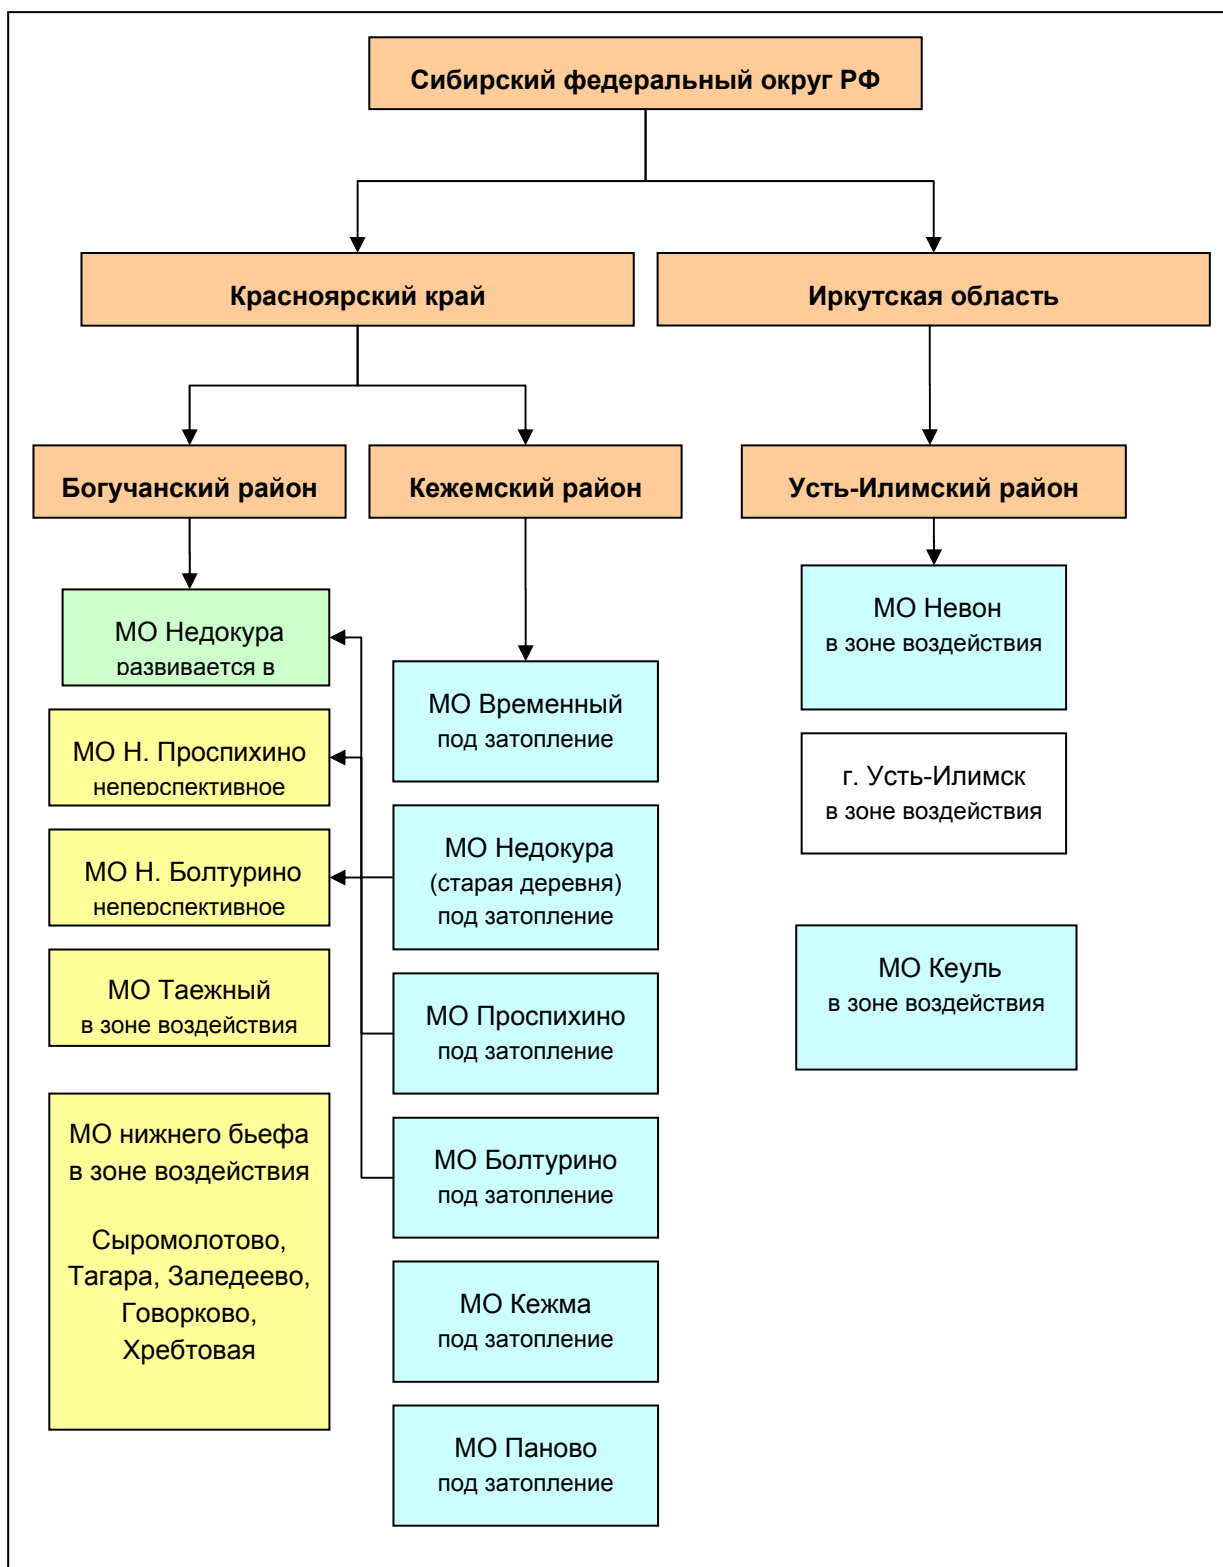 Сибирский федеральный округ РФ
Красноярский край
Иркутская область
Богучанский район
Кежемский район
Усть-Илимский район
МО Недокура
развивается в
МО Н. Проспихино
неперспективное
МО Н. Болтурино
неперспективное
МО Таежный
в зоне воздействия
МО нижнего бьефа
в зоне воздействия
Сыромолотово,
Тагара, Заледеево,
Говорково,
Хребтовая
МО Временный
под затопление
МО Недокура
(старая деревня)
под затопление
МО Проспихино
под затопление
МО Болтурино
под затопление
МО Кежма
под затопление
МО Паново
под затопление
МО Невон
в зоне воздействия
г. Усть-Илимск
в зоне воздействия
МО Кеуль
в зоне воздействия